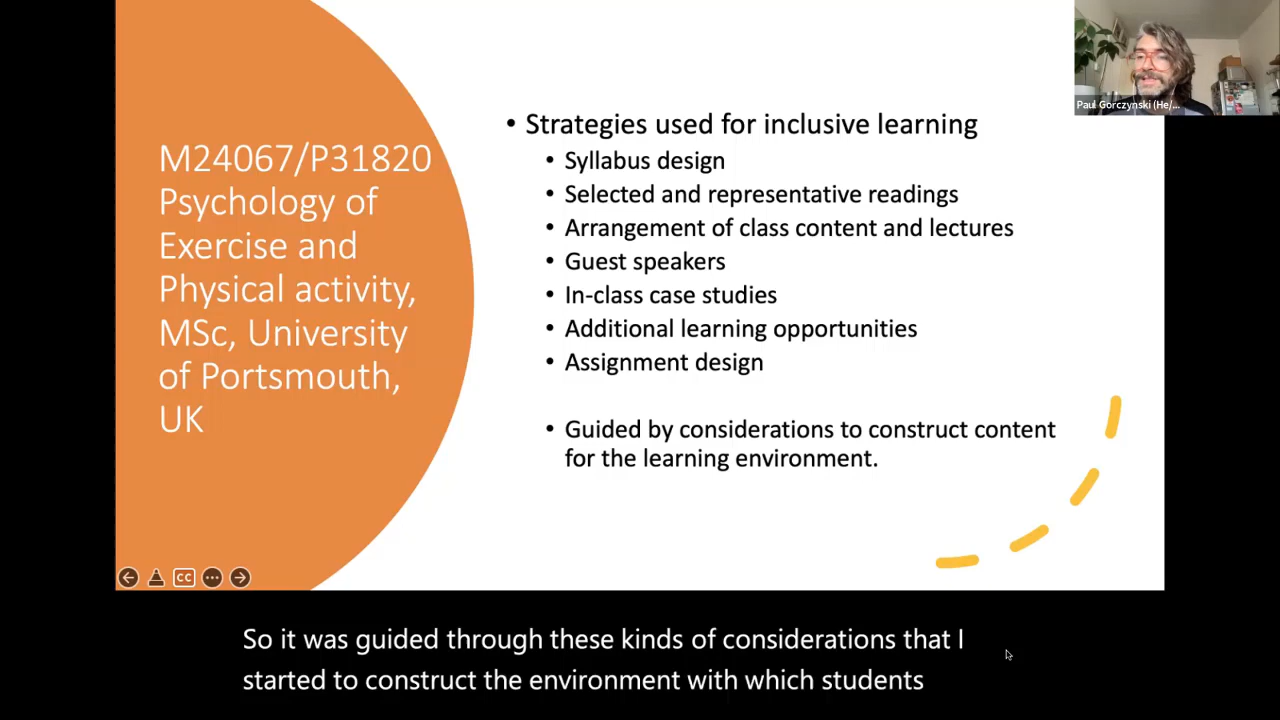 Paul Gorczynski (He/...
M24067/P31820
Psychology of
Exercise and
Physical activity,
MSc, University
of Portsmouth,
UK
• Strategies used for inclusive learning
• Syllabus design
• Selected and representative readings
• Arrangement of class content and lectures
• Guest speakers
• In-class case studies
• Additional learning opportunities
• Assignment design
• Guided by considerations to construct content
for the learning environment.
CC
So it was guided through these kinds of considerations that I
started to construct the environment with which students